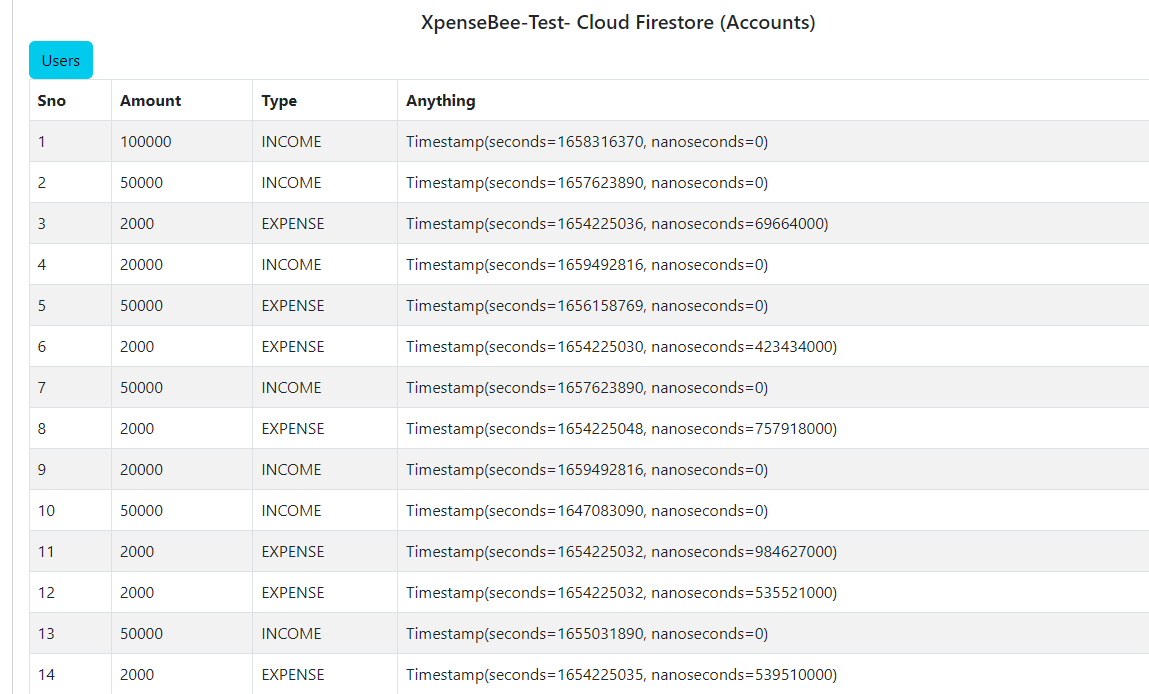 XpenseBee-Test- Cloud Firestore (Accounts)
Users
Sno Amount Type Anything
1 100000 INCOME Timestamp(seconds=1658316370, nanoseconds=0)
2 50000 INCOME Timestamp(seconds=1657623890, nanoseconds=0)
3 2000 EXPENSE Timestamp(seconds=1654225036, nanoseconds=69664000)
4 20000 INCOME Timestamp(seconds=1659492816, nanoseconds=0)
5 50000 EXPENSE Timestamp(seconds=1656158769, nanoseconds=0)
6 2000 EXPENSE Timestamp(seconds=1654225030, nanoseconds=423434000)
7 50000 INCOME Timestamp(seconds=1657623890, nanoseconds=0)
8 2000 EXPENSE Timestamp(seconds=1654225048, nanoseconds=757918000)
9 20000 INCOME Timestamp(seconds=1659492816, nanoseconds=0)
10 50000 INCOME Timestamp(seconds=1647083090, nanoseconds=0)
11 2000 EXPENSE Timestamp(seconds=1654225032, nanoseconds=984627000)
12 2000 EXPENSE Timestamp(seconds=1654225032, nanoseconds=535521000)
13 50000 INCOME Timestamp(seconds=1655031890, nanoseconds=0)
14 2000 EXPENSE Timestamp(seconds=1654225035, nanoseconds=539510000)